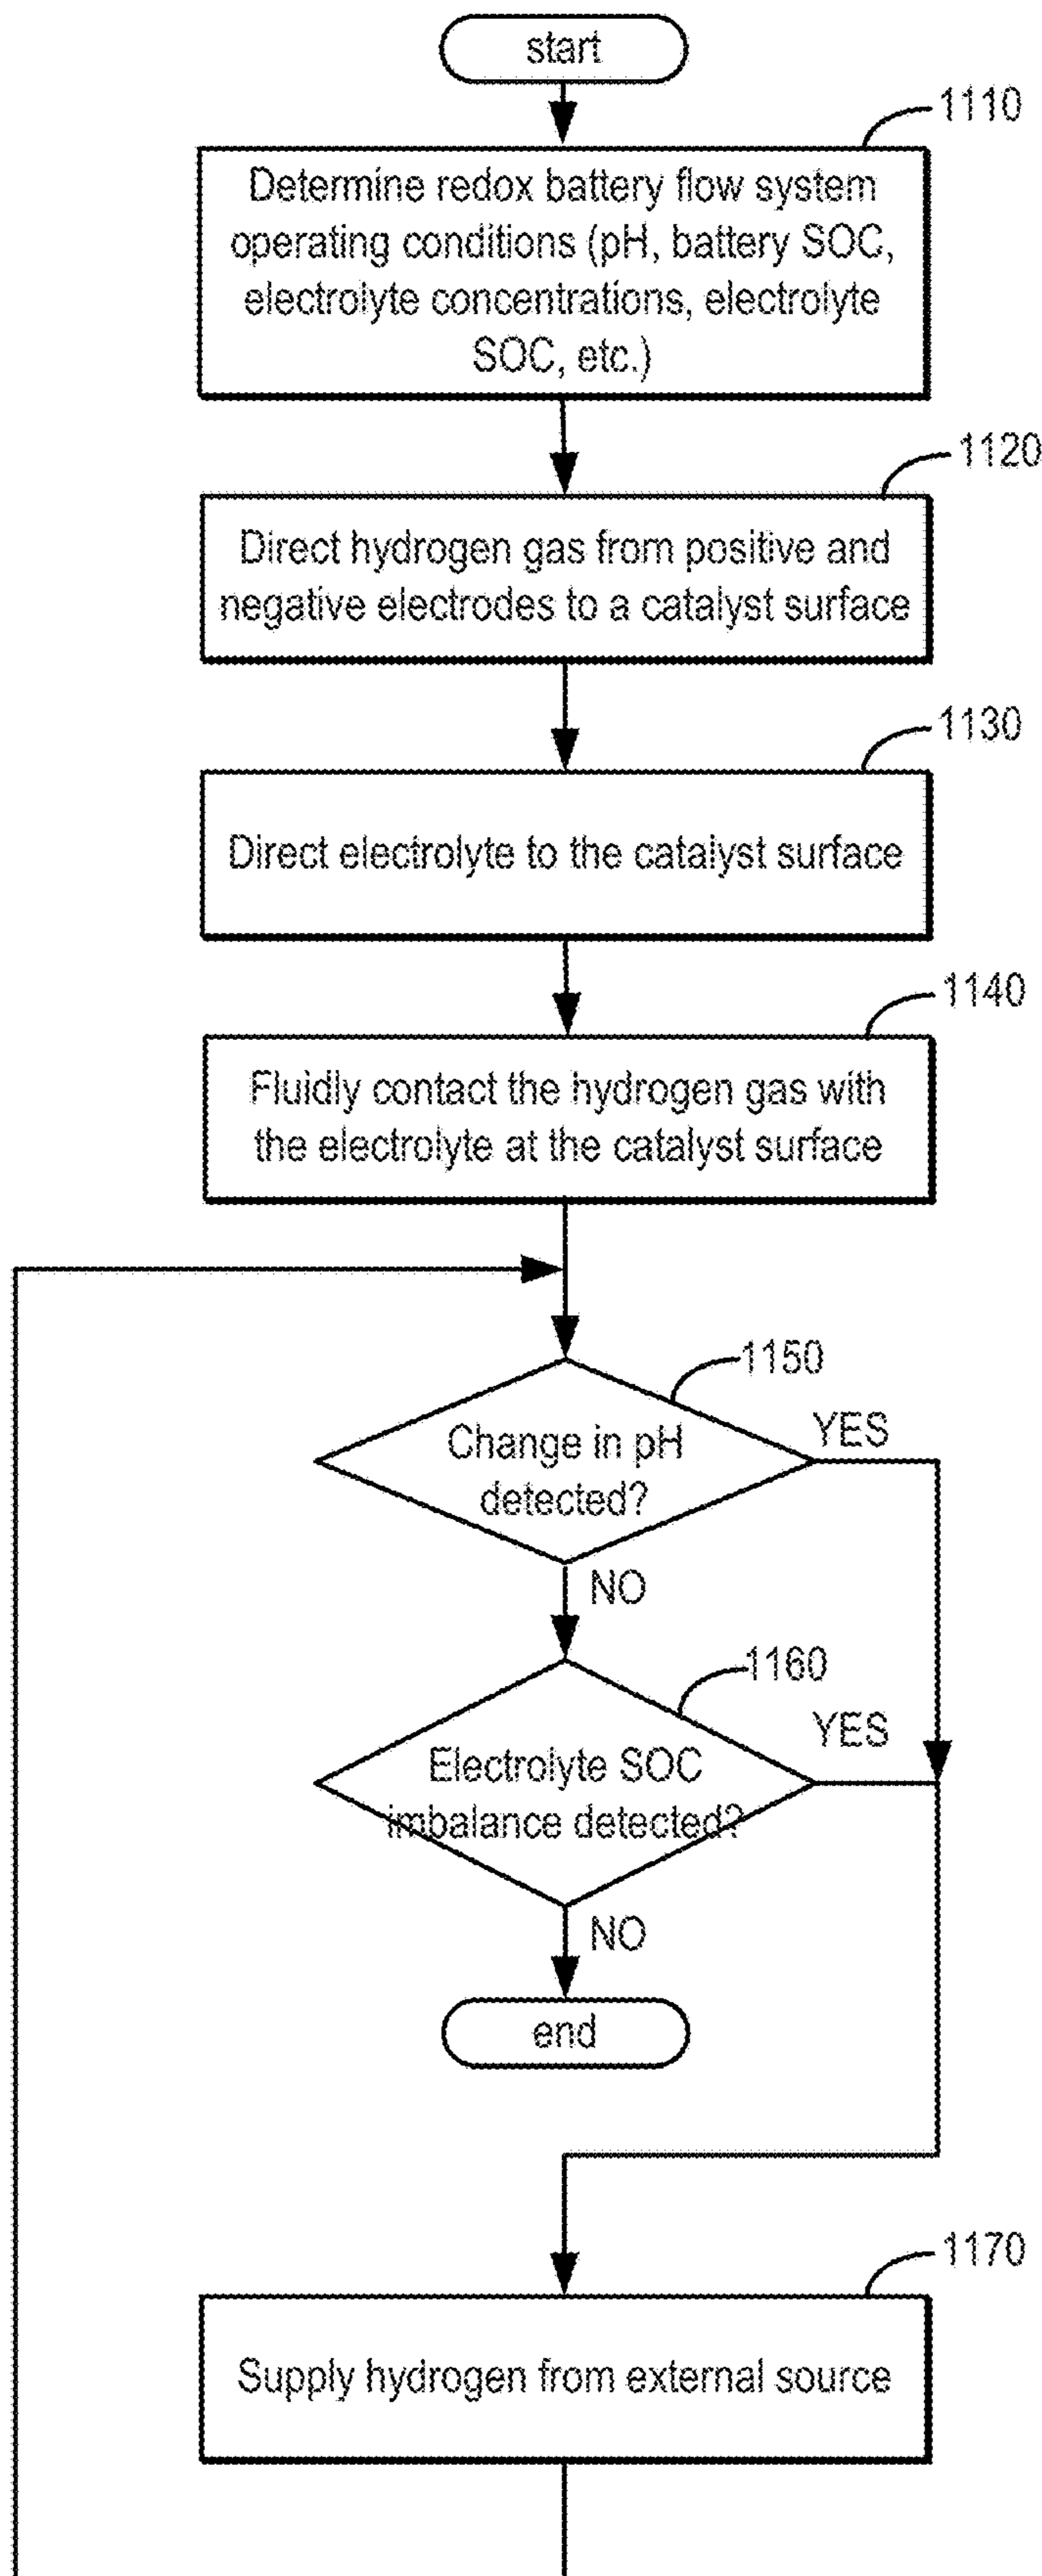 start
1110
Determine redox battery flow system
operating conditions (pH, battery SOC,
electrolyte concentrations, electrolyte
SOC, etc.)
1120
Direct hydrogen gas from positive and
negative electrodes to a catalyst surface
1130
Direct electrolyte to the catalyst surface
1140
Fluidly contact the hydrogen gas with
the electrolyte at the catalyst surface
1150
Change in pH
detected?
YES
NO
1160
Electrolyte SOC
imbalance detected?
YES
NO
end
1170
Supply hydrogen from external source